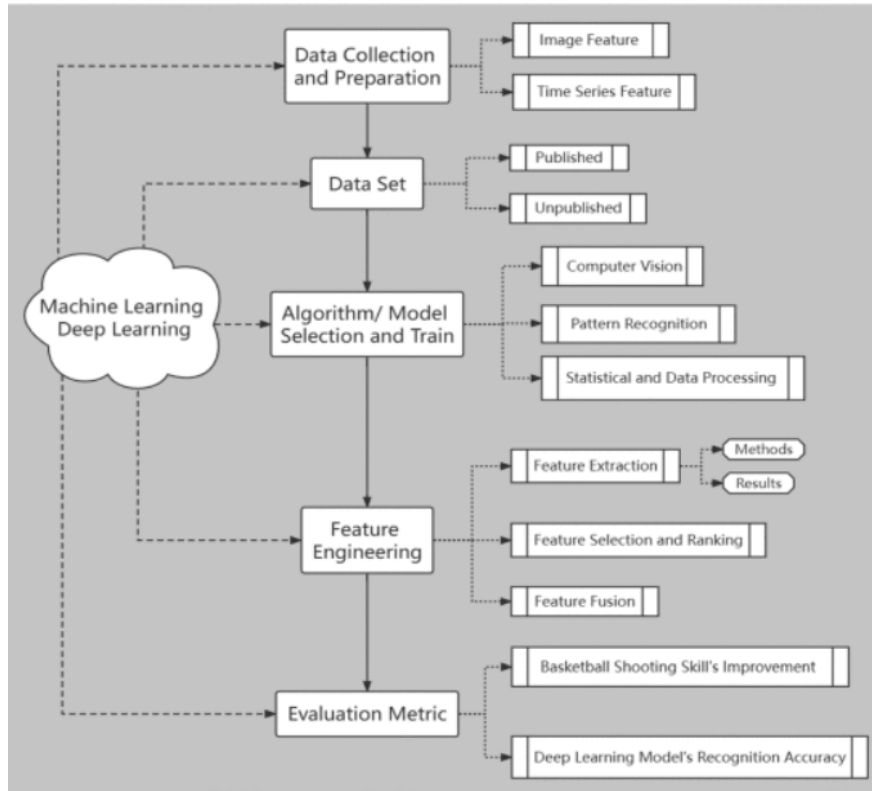 Data Collection
and Preparation
Image Feature
Time Series Feature
Data Set
Published
Unpublished
Machine Learning
Deep Learning
Algorithm/ Model
Selection and Train
Computer Vision
Pattern Recognition
Statistical and Data Processing
Feature
Engineering
Feature Extraction
Methods
Results
Feature Selection and Ranking
Feature Fusion
Evaluation Metric
Basketball Shooting Skill's Improvement
Deep Learning Model's Recognition Accuracy